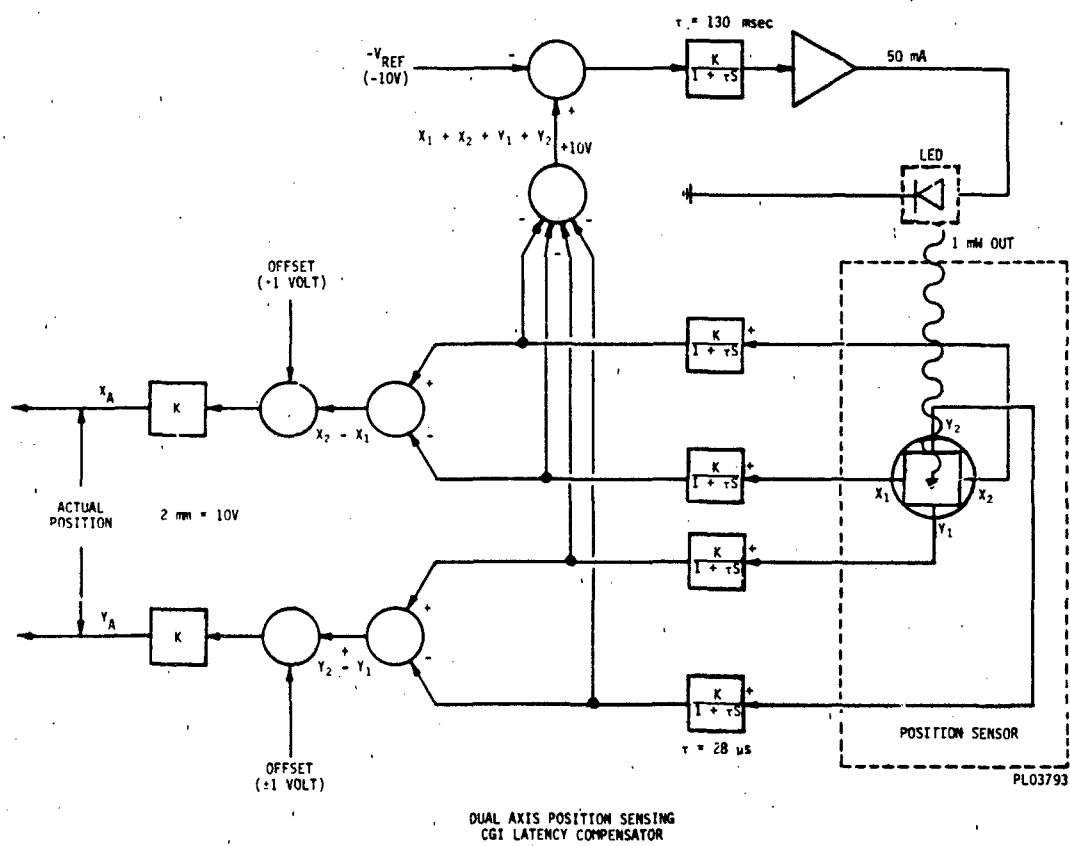 τ = 130 msec
-V_REF
(-10V)
-
K
1 + τS
50 mA
+
X₁ + X₂ + Y₁ + Y₂
+10V
LED
- - -
1 mW OUT
OFFSET
(-1 VOLT)
K
1 + τS
+
X_A
K
+
X₂ - X₁
-
Y₂
K
1 + τS
+
X₁
X₂
ACTUAL
POSITION
2 mm = 10V
Y₁
K
1 + τS
+
Y_A
K
+
+
Y₂ - Y₁
-
K
1 + τS
+
τ = 28 μs
POSITION SENSOR
OFFSET
(±1 VOLT)
PL03793
DUAL AXIS POSITION SENSING
CGI LATENCY COMPENSATOR